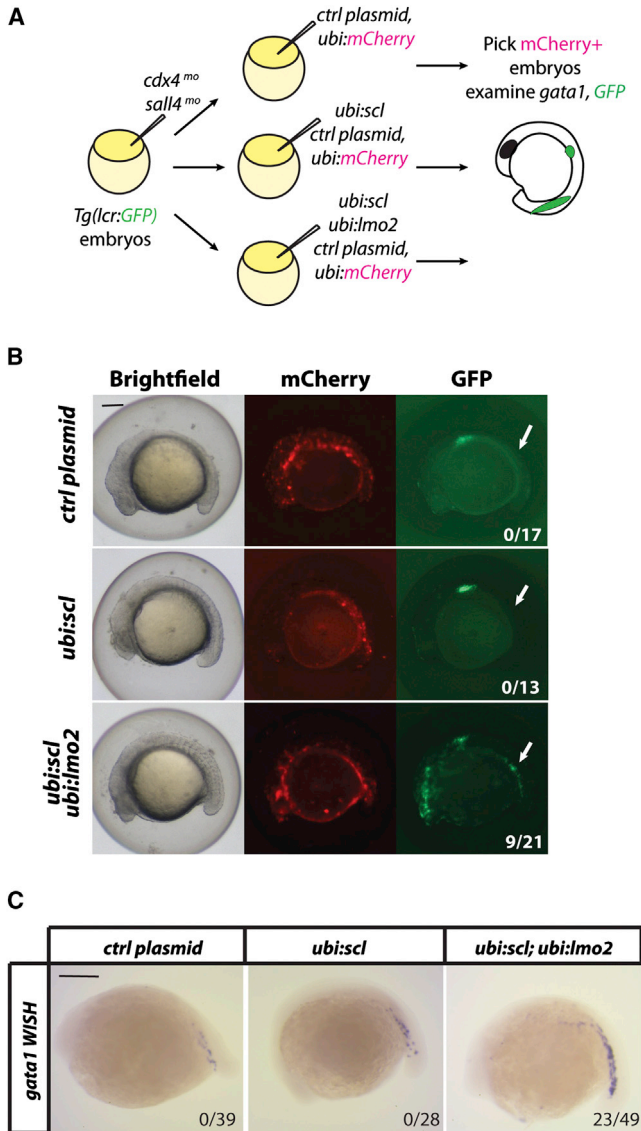 A
cdx4 mo
sall4 mo
Tg(lcr:GFP)
embryos
ctrl plasmid,
ubi:mCherry
ubi:scl
ctrl plasmid,
ubi:mCherry
ubi:scl
ubi:lmo2
ctrl plasmid,
ubi:mCherry
Pick mCherry+
embryos
examine gata1, GFP
B
Brightfield mCherry GFP
ctrl plasmid
0/17
ubi:scl
0/13
ubi:scl
ubi:lmo2
9/21
C
ctrl plasmid ubi:scl ubi:scl; ubi:lmo2
gata1 WISH
0/39 0/28 23/49